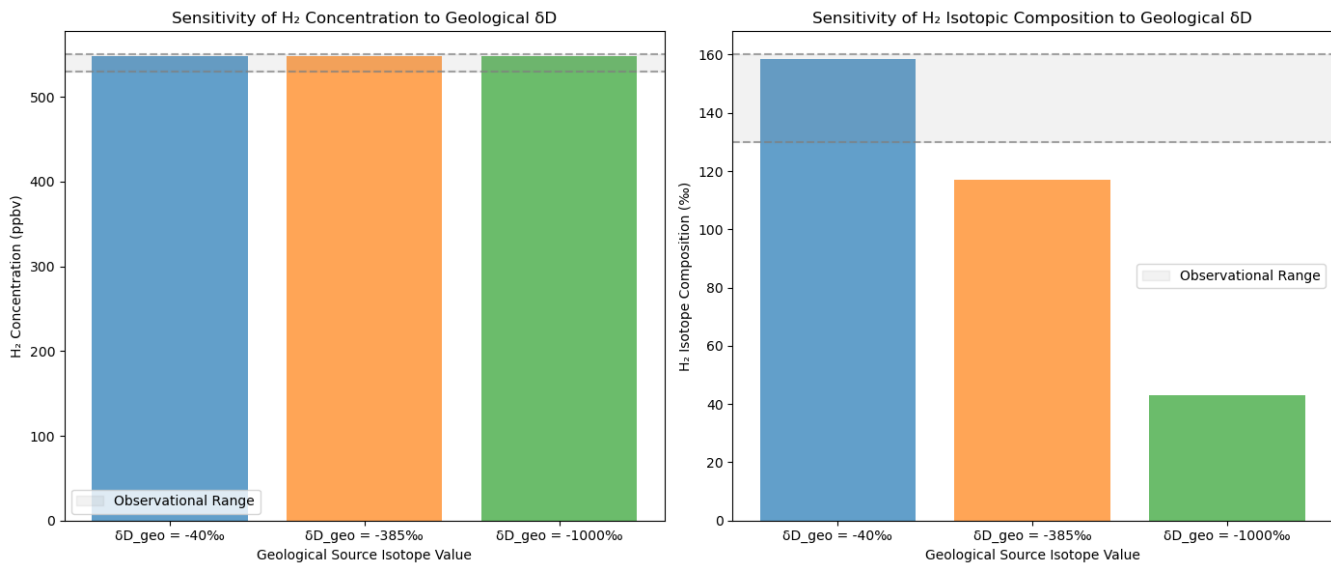 Sensitivity of H₂ Concentration to Geological δD
H₂ Concentration (ppbv)
500
400
300
200
100
0
Observational Range
δD_geo = -40‰
δD_geo = -385‰
δD_geo = -1000‰
Geological Source Isotope Value
Sensitivity of H₂ Isotopic Composition to Geological δD
H₂ Isotope Composition (‰)
160
140
120
100
80
60
40
20
0
Observational Range
δD_geo = -40‰
δD_geo = -385‰
δD_geo = -1000‰
Geological Source Isotope Value